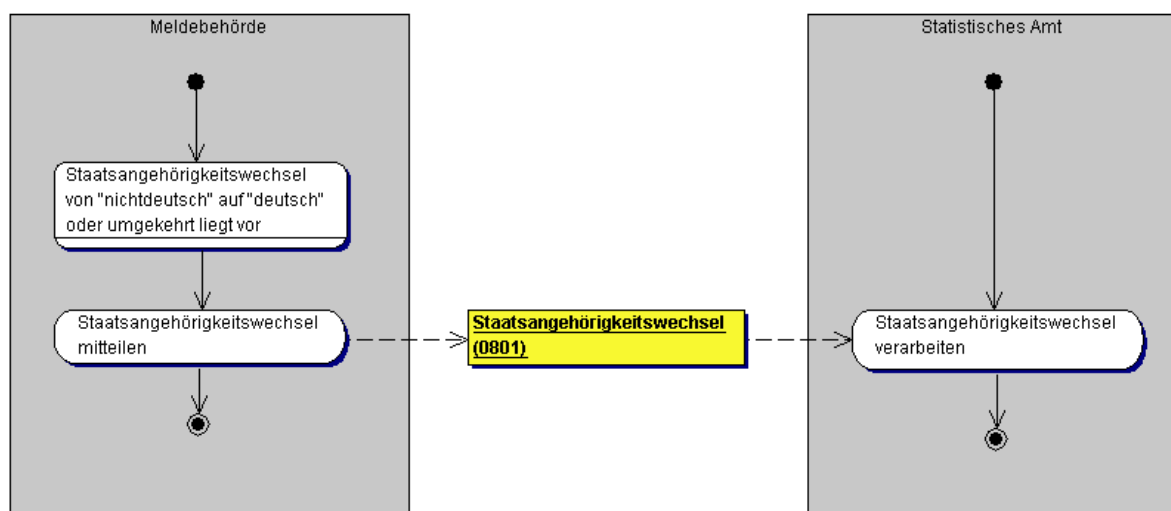 Meldebehörde
Statistisches Amt
Staatsangehörigkeitswechsel
von "nichtdeutsch" auf "deutsch"
oder umgekehrt liegt vor
Staatsangehörigkeitswechsel
mitteilen
Staatsangehörigkeitswechsel
(0801)
Staatsangehörigkeitswechsel
verarbeiten